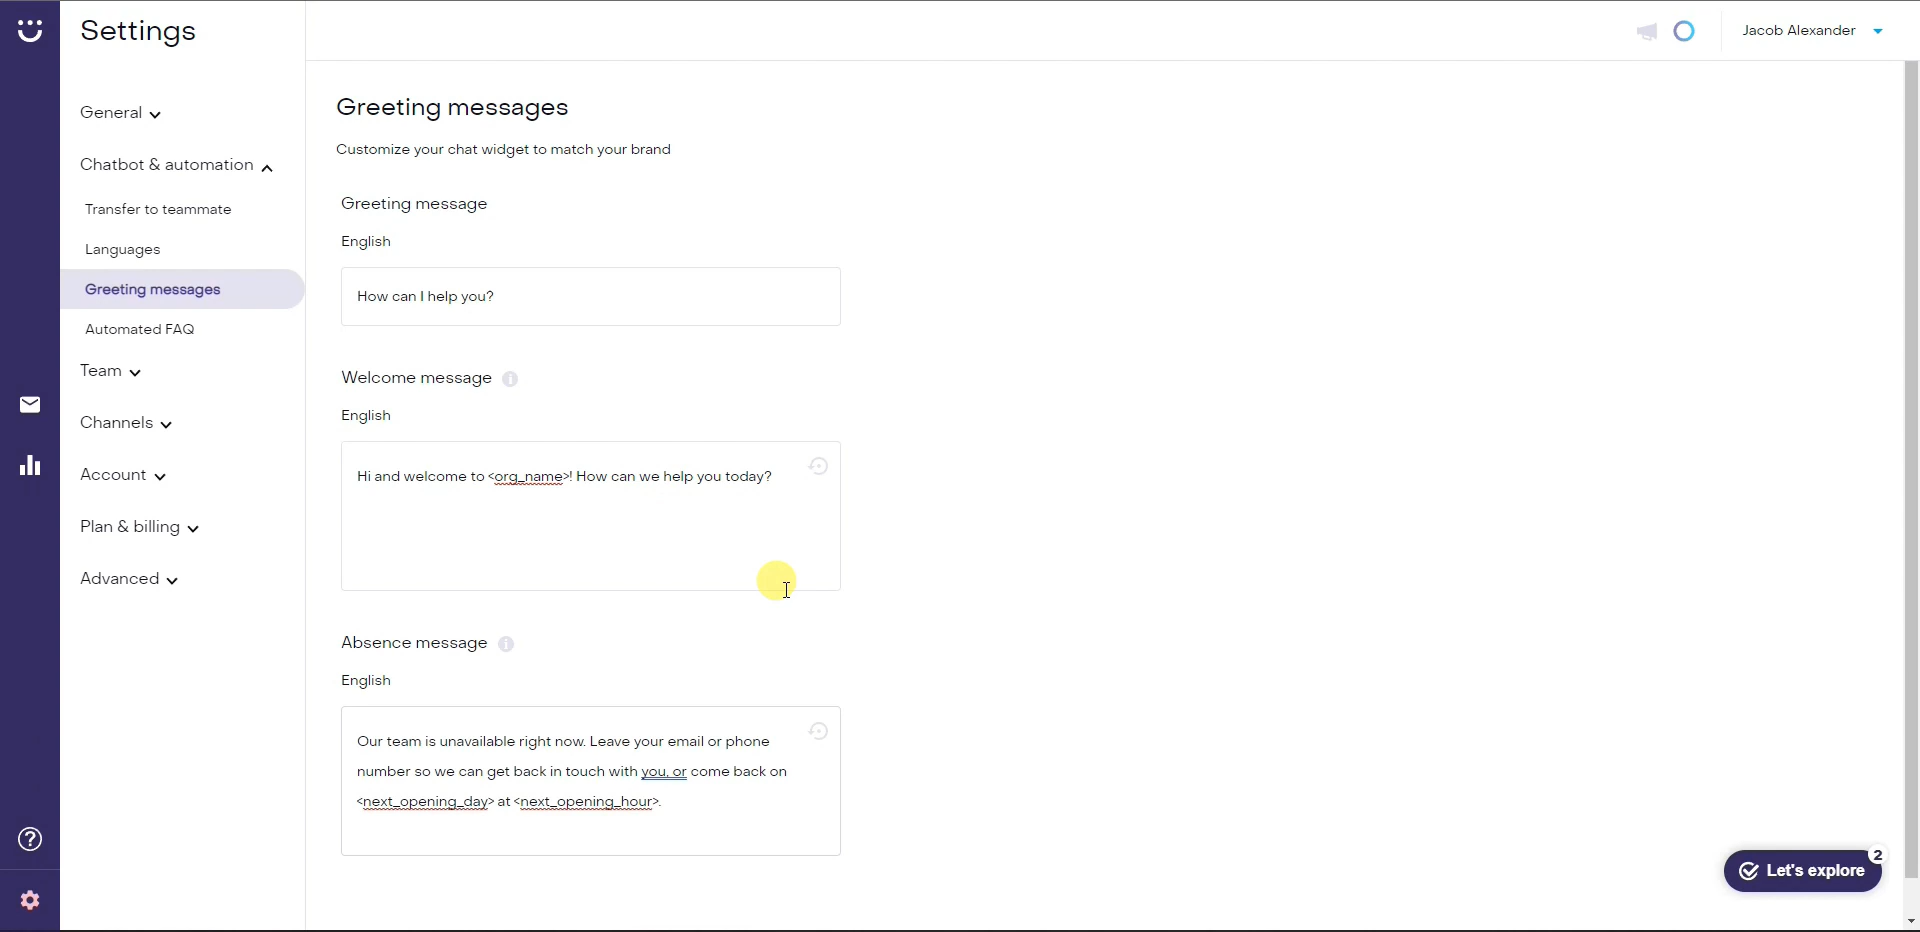 Settings
Jacob Alexander
General
Chatbot & automation
Transfer to teammate
Languages
Greeting messages
Automated FAQ
Team
Channels
Account
Plan & billing
Advanced
Greeting messages
Customize your chat widget to match your brand
Greeting message
English
How can I help you?
Welcome message
English
Hi and welcome to <org_name>! How can we help you today?
Absence message
English
Our team is unavailable right now. Leave your email or phone
number so we can get back in touch with you, or come back on
<next_opening_day> at <next_opening_hour>.
2
Let's explore